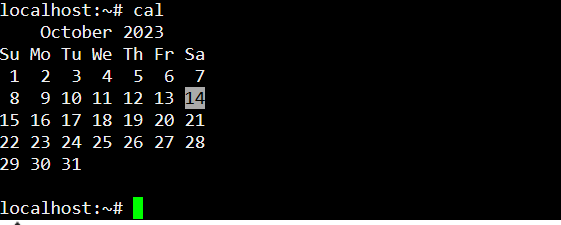 localhost:~# cal
    October 2023
Su Mo Tu We Th Fr Sa
 1  2  3  4  5  6  7
 8  9 10 11 12 13 14
15 16 17 18 19 20 21
22 23 24 25 26 27 28
29 30 31
localhost:~#